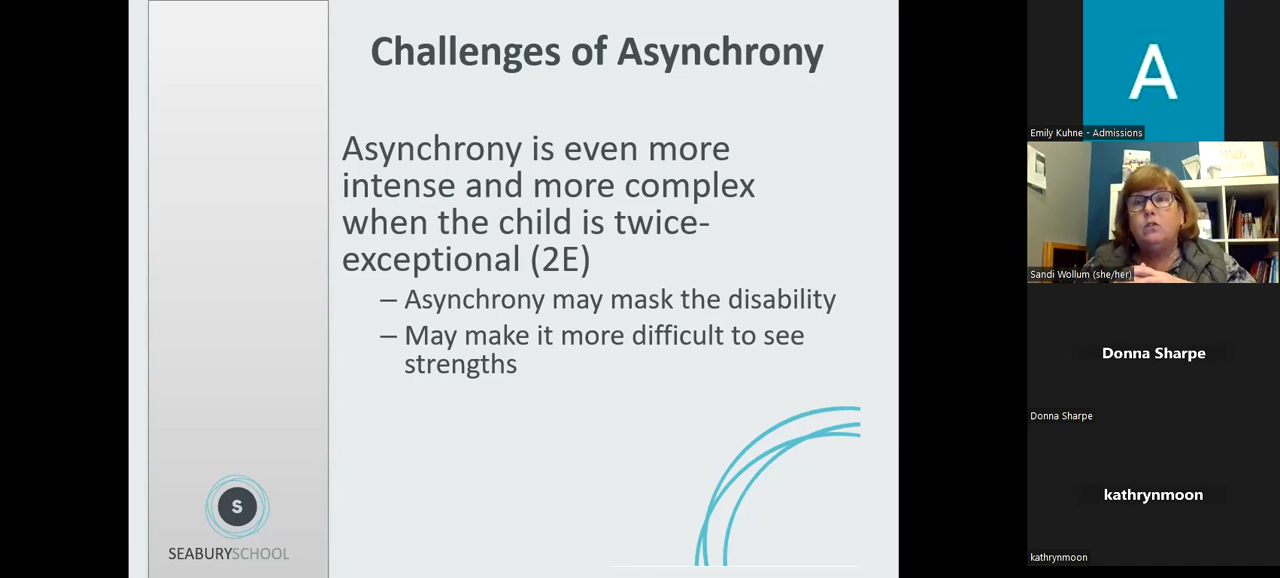 Challenges of Asynchrony
Asynchrony is even more
intense and more complex
when the child is twice-
exceptional (2E)
– Asynchrony may mask the disability
– May make it more difficult to see
strengths
S
SEABURYSCHOOL
A
Emily Kuhne - Admissions
Sandi Wollum (she/her)
Donna Sharpe
Donna Sharpe
kathrynmoon
kathrynmoon